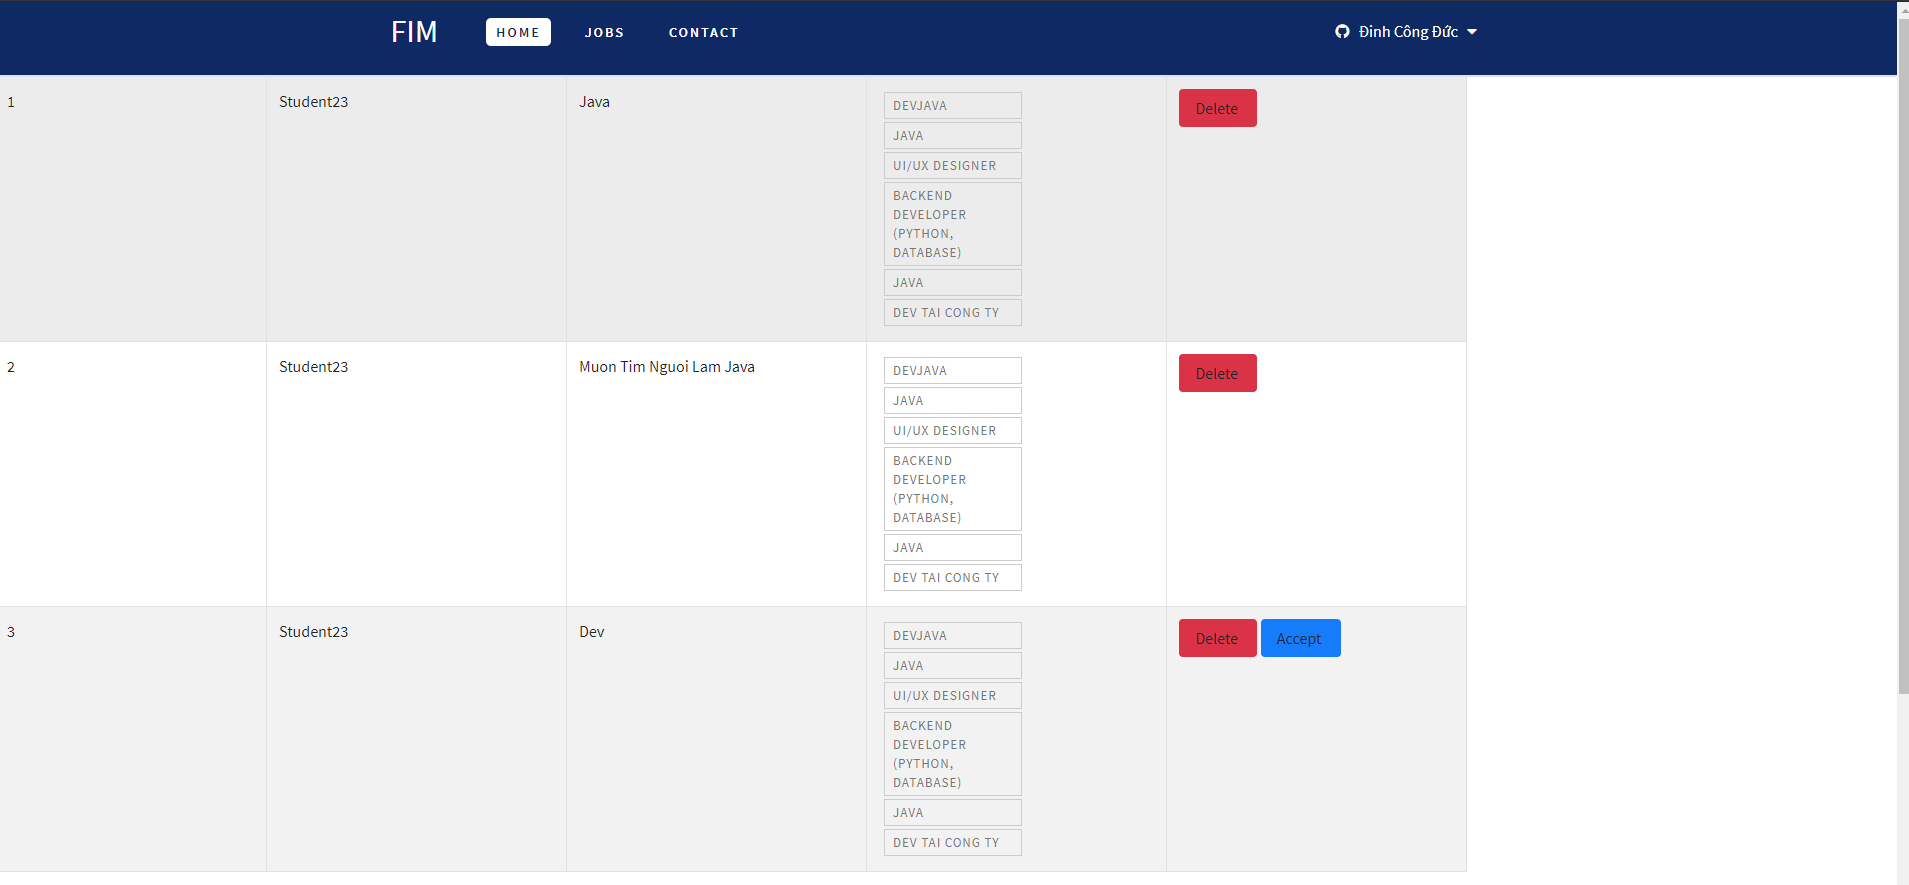 FIM HOME JOBS CONTACT Đinh Công Đức
1 Student23 Java DEVJAVA Delete
JAVA
UI/UX DESIGNER
BACKEND
DEVELOPER
(PYTHON,
DATABASE)
JAVA
DEV TAI CONG TY
2 Student23 Muon Tim Nguoi Lam Java DEVJAVA Delete
JAVA
UI/UX DESIGNER
BACKEND
DEVELOPER
(PYTHON,
DATABASE)
JAVA
DEV TAI CONG TY
3 Student23 Dev DEVJAVA Delete Accept
JAVA
UI/UX DESIGNER
BACKEND
DEVELOPER
(PYTHON,
DATABASE)
JAVA
DEV TAI CONG TY